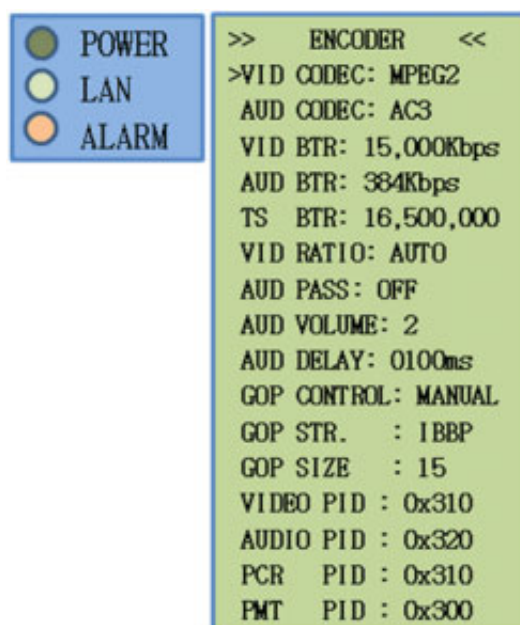 POWER
LAN
ALARM
>> ENCODER <<
>VID CODEC: MPEG2
AUD CODEC: AC3
VID BTR: 15,000Kbps
AUD BTR: 384Kbps
TS BTR: 16,500,000
VID RATIO: AUTO
AUD PASS: OFF
AUD VOLUME: 2
AUD DELAY: 0100ms
GOP CONTROL: MANUAL
GOP STR. : IBBP
GOP SIZE : 15
VIDEO PID : 0x310
AUDIO PID : 0x320
PCR PID : 0x310
PMT PID : 0x300